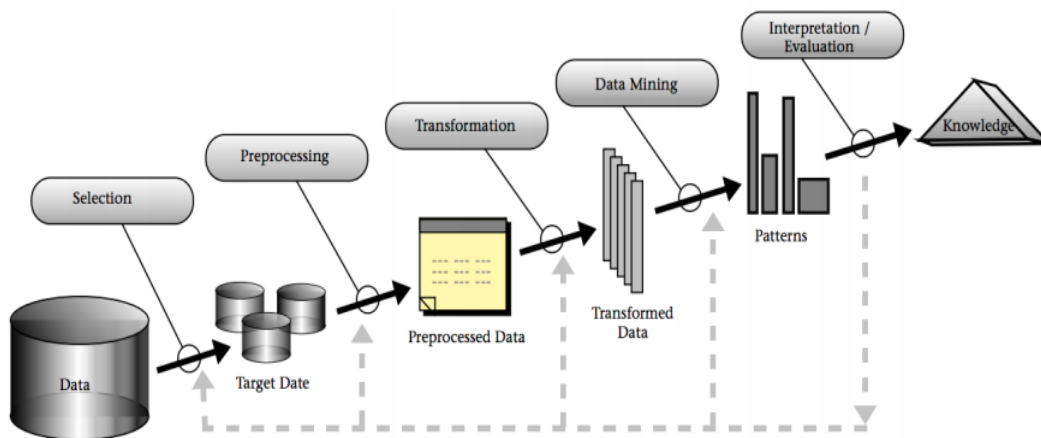 Interpretation /
Evaluation
Data Mining
Transformation
Preprocessing
Selection
Knowledge
Patterns
Transformed
Data
Preprocessed Data
Target Date
Data